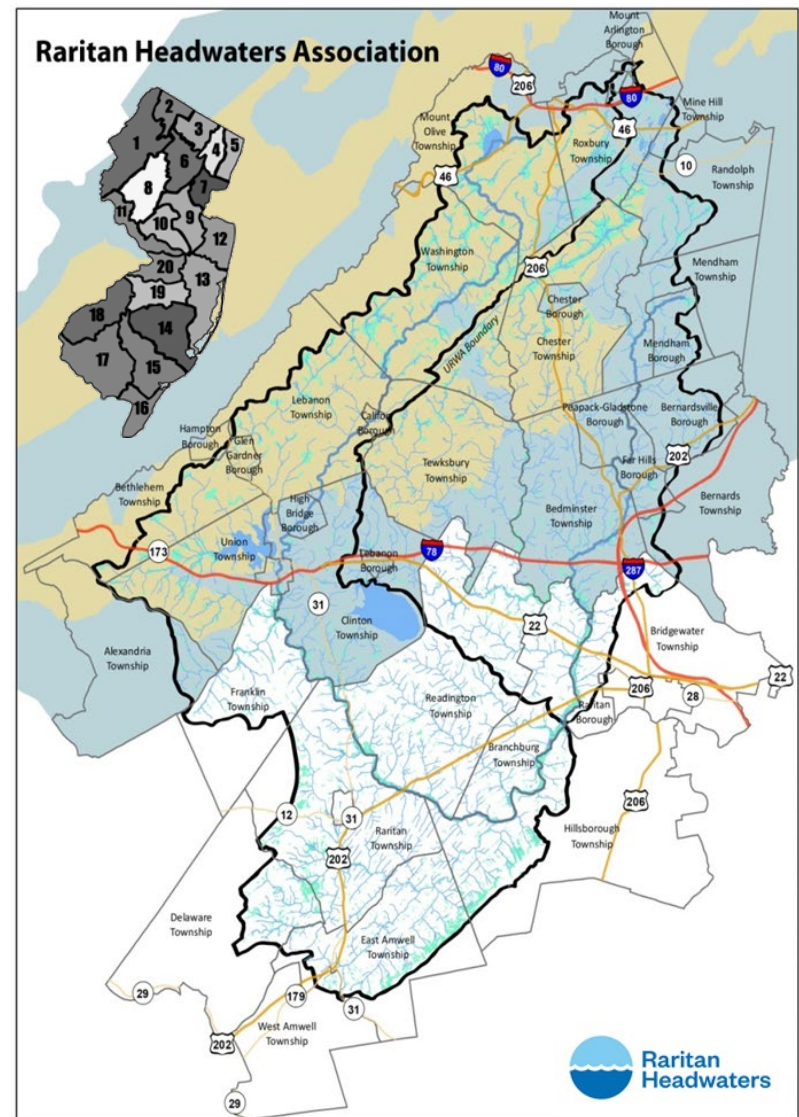 Raritan Headwaters Association
Mount
Arlington
Borough
80
206
80
Mine Hill
Township
Mount
Olive
Township
46
Roxbury
Township
46
10
Randolph
Township
1
2
3
4
5
6
7
8
9
10
11
12
13
14
15
16
17
18
19
20
Washington
Township
206
Mendham
Township
Chester
Borough
Chester
Township
URWA Boundary
Mendham
Borough
Lebanon
Township
Califon
Borough
Peapack-Gladstone
Borough
Bernardsville
Borough
Hampton
Borough
Glen
Gardner
Borough
Tewksbury
Township
Far Hills
Borough
202
Bethlehem
Township
High
Bridge
Borough
Bedminster
Township
Bernards
Township
173
Union
Township
Lebanon
Borough
78
287
31
Clinton
Township
22
Bridgewater
Township
Alexandria
Township
Franklin
Township
Readington
Township
206
28
22
Raritan
Borough
Branchburg
Township
12
31
206
Raritan
Township
Hillsborough
Township
202
Delaware
Township
East Amwell
Township
29
179
31
West Amwell
Township
202
29
Raritan
Headwaters